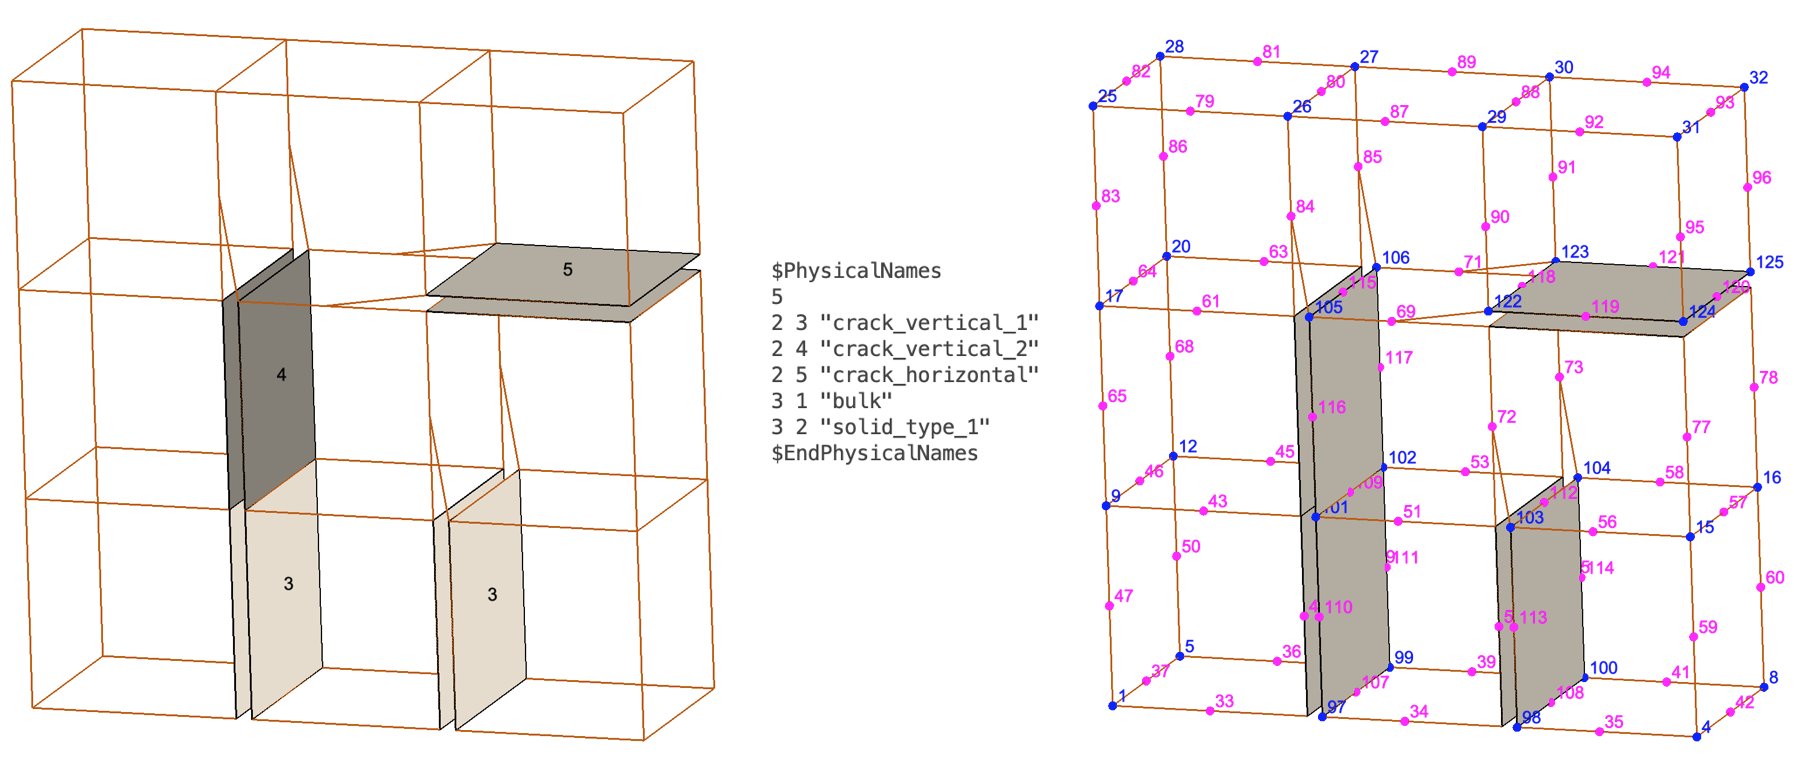 5
4
3
3
$PhysicalNames
5
2 3 "crack_vertical_1"
2 4 "crack_vertical_2"
2 5 "crack_horizontal"
3 1 "bulk"
3 2 "solid_type_1"
$EndPhysicalNames
28 81 27 89 30 94 32
82 80 88 93
25 79 26 87 29 92 31
86 85 91 96
83 84 90 95
20 63 106 71 123 121 125
64 115 118 120
17 61 105 69 122 119 124
68 117 73 78
65 116 72 77
12 45 102 53 104 58 16
46 109 112 57
9 43 101 51 103 56 15
50 9 111 5 114 60
47 4 110 5 113 59
5 36 99 39 100 41 8
37 107 108 42
1 33 97 34 98 35 4